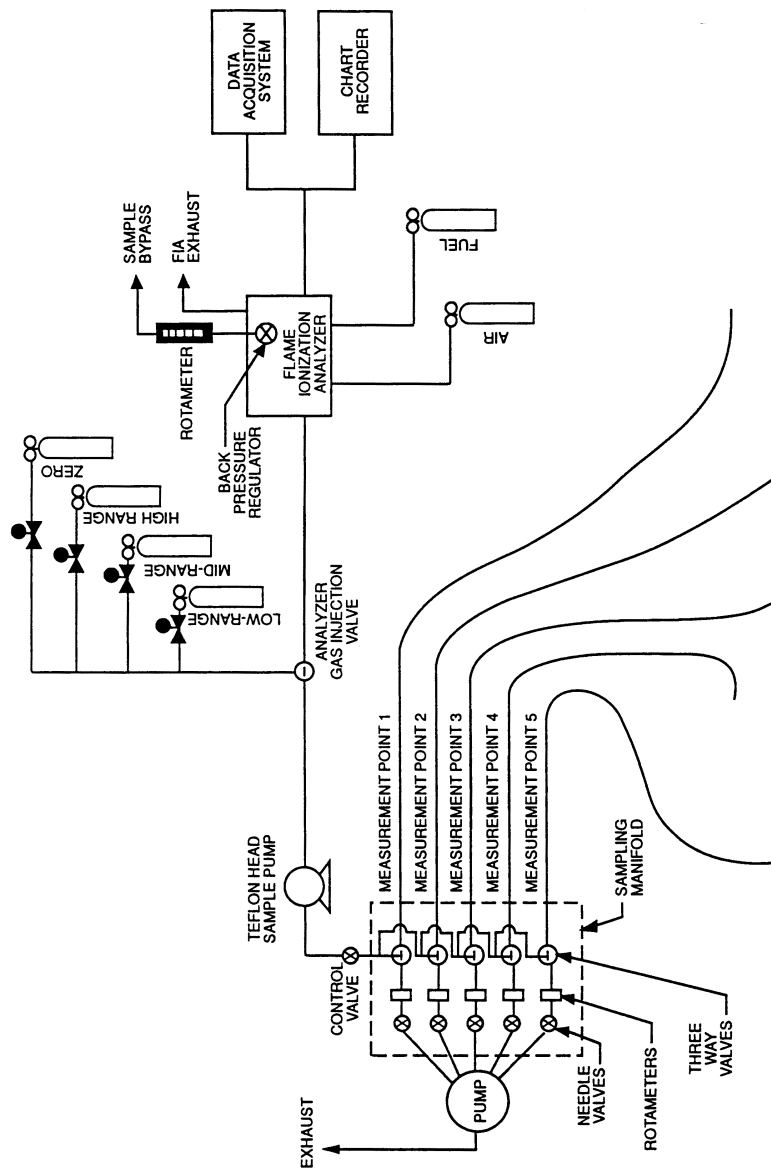 DATA
ACQUISITION
SYSTEM
CHART
RECORDER
SAMPLE
BYPASS
FIA
EXHAUST
ROTAMETER
FLAME
IONIZATION
ANALYZER
BACK
PRESSURE
REGULATOR
FUEL
AIR
ZERO
HIGH RANGE
MID-RANGE
LOW-RANGE
ANALYZER
GAS INJECTION
VALVE
TEFLON HEAD
SAMPLE PUMP
CONTROL
VALVE
MEASUREMENT POINT 1
MEASUREMENT POINT 2
MEASUREMENT POINT 3
MEASUREMENT POINT 4
MEASUREMENT POINT 5
SAMPLING
MANIFOLD
THREE
WAY
VALVES
ROTAMETERS
NEEDLE
VALVES
PUMP
EXHAUST